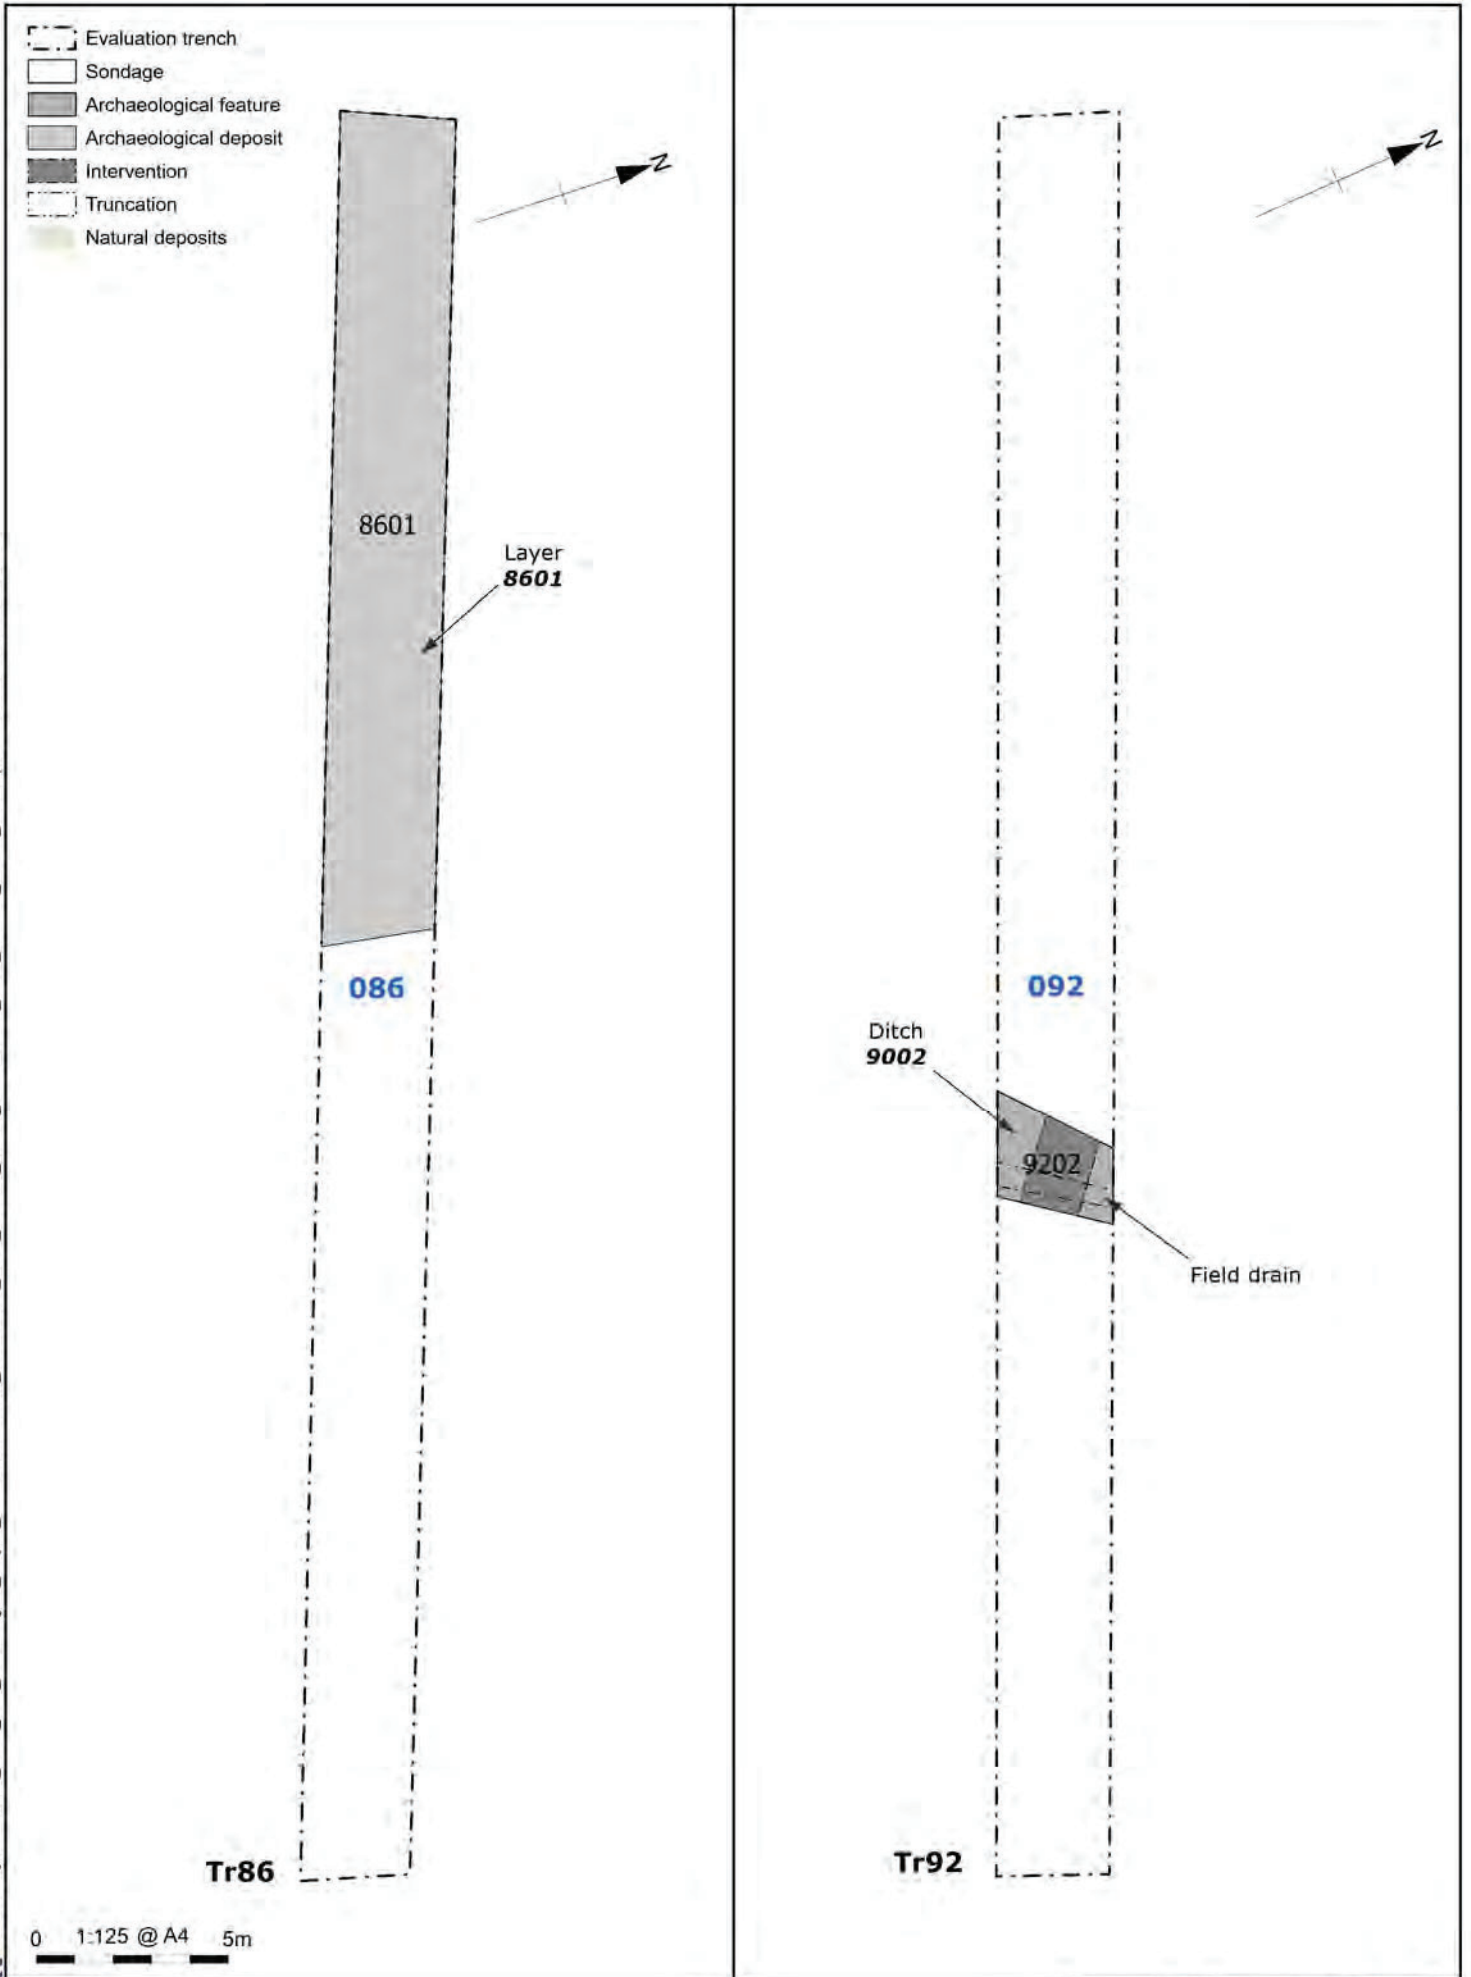 Evaluation trench
Sondage
Archaeological feature
Archaeological deposit
Intervention
Truncation
Natural deposits
N
8601
Layer
8601
086
Tr86
0 1:125 @ A4 5m
N
092
Ditch
9002
9202
Field drain
Tr92